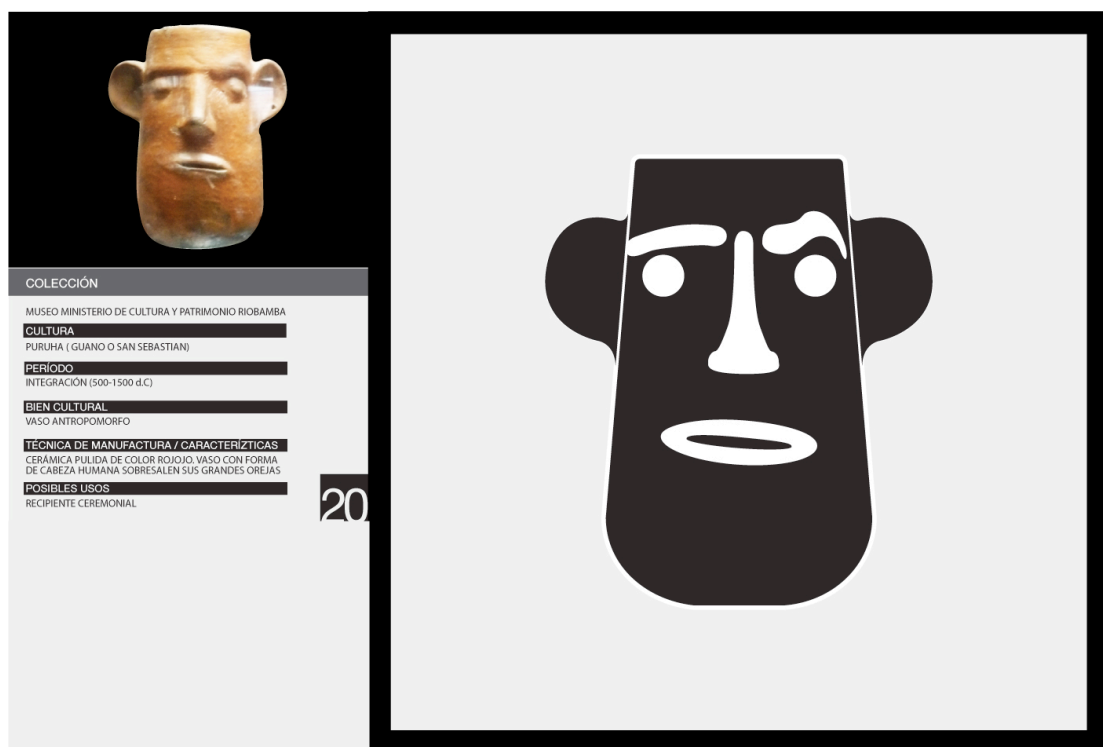 COLECCIÓN
MUSEO MINISTERIO DE CULTURA Y PATRIMONIO RIOBAMBA
CULTURA
PURUHA ( GUANO O SAN SEBASTIAN)
PERÍODO
INTEGRACIÓN (500-1500 d.C)
BIEN CULTURAL
VASO ANTROPOMORFO
TÉCNICA DE MANUFACTURA / CARACTERÍZTICAS
CERÁMICA PULIDA DE COLOR ROJOJO. VASO CON FORMA
DE CABEZA HUMANA SOBRESALEN SUS GRANDES OREJAS
POSIBLES USOS
RECIPIENTE CEREMONIAL
20